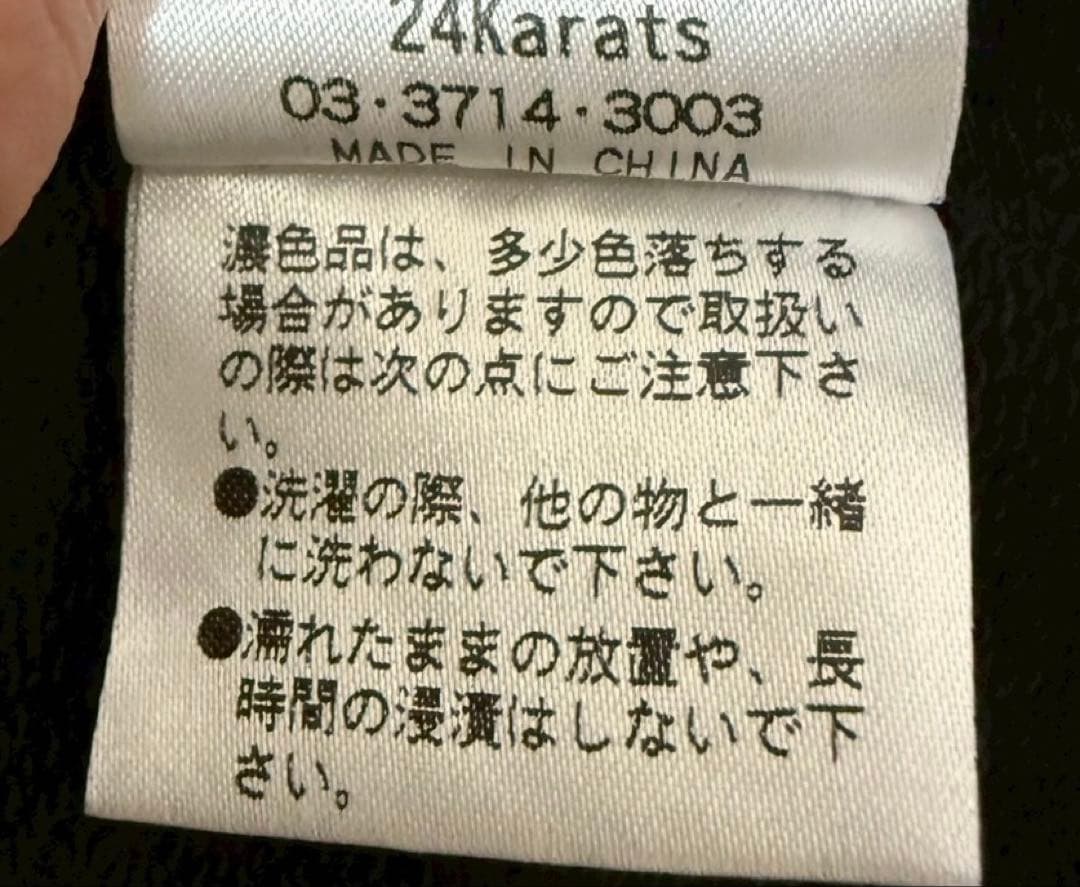 24Karats
03・3714・3003
MADE IN CHINA
濃色品は、多少色落ちする
場合がありますので取扱い
の際は次の点にご注意下さ
い。
●洗濯の際、他の物と一緒
に洗わないで下さい。
●濡れたままの放置や、長
時間の浸漬はしないで下
さい。